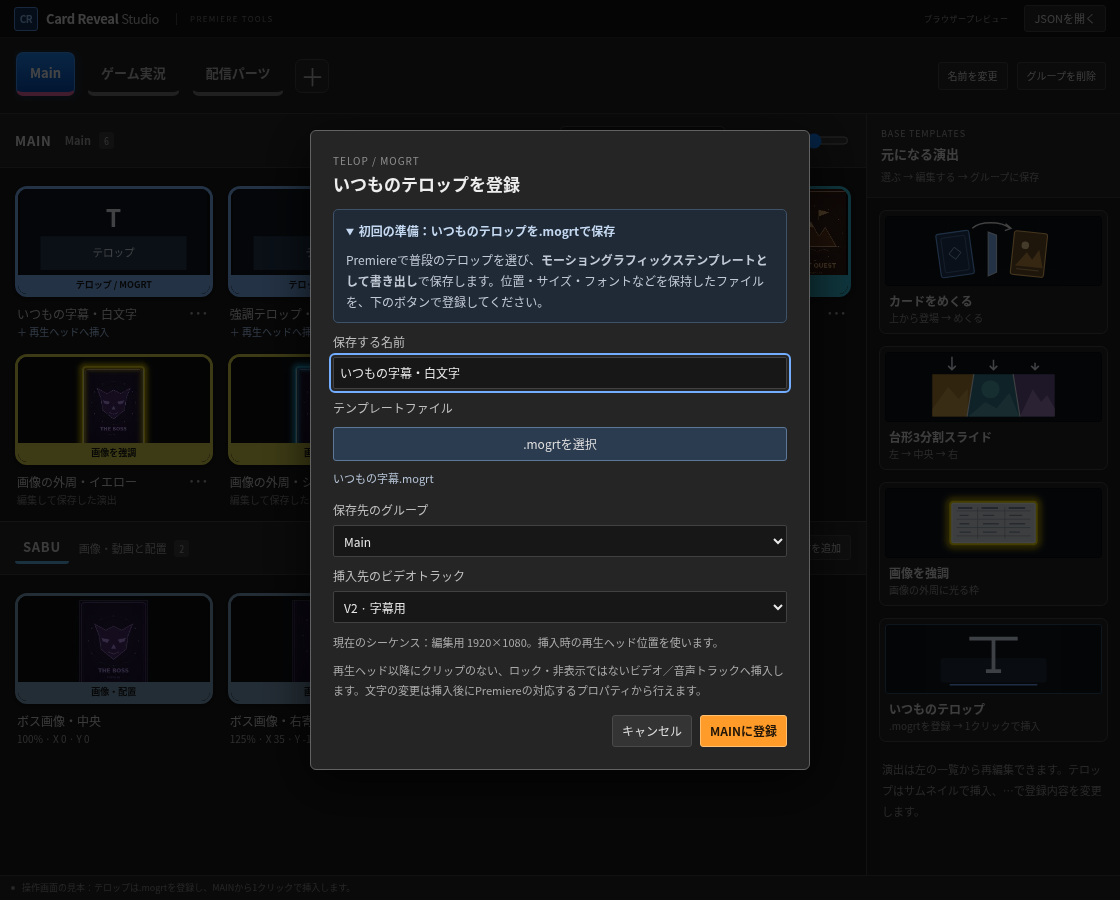 CR Card Reveal Studio PREMIERE TOOLS ブラウザープレビュー JSONを開く
Main ゲーム実況 配信パーツ ＋ 名前を変更 グループを削除
MAIN Main 6
BASE TEMPLATES
元になる演出
選ぶ → 編集する → グループに保存
TELOP / MOGRT
いつものテロップを登録
▼ 初回の準備：いつものテロップを.mogrtで保存
Premiereで普段のテロップを選び、モーショングラフィックステンプレートと
して書き出しで保存します。位置・サイズ・フォントなどを保持したファイル
を、下のボタンで登録してください。
保存する名前
いつもの字幕・白文字
テンプレートファイル
.mogrtを選択
いつもの字幕.mogrt
保存先のグループ
Main
挿入先のビデオトラック
V2 · 字幕用
現在のシーケンス：編集用 1920×1080。挿入時の再生ヘッド位置を使います。
再生ヘッド以降にクリップのない、ロック・非表示ではないビデオ／音声トラックへ挿入し
ます。文字の変更は挿入後にPremiereの対応するプロパティから行えます。
キャンセル MAINに登録
T
テロップ
テロップ / MOGRT
いつもの字幕・白文字 ···
＋ 再生ヘッドへ挿入
強調テロップ・
＋ 再生ヘッドへ挿
QUEST
···
THE BOSS
画像を強調
画像の外周・イエロー ···
編集して保存した演出
画像の外周・シ
編集して保存した
SABU 画像・動画と配置 2 を追加
THE BOSS
画像・配置
ボス画像・中央
100% · X 0 · Y 0
ボス画像・右寄
125% · X 35 · Y -1
カードをめくる
上から登場 → めくる
台形3分割スライド
左 → 中央 → 右
画像を強調
画像の外周に光る枠
いつものテロップ
.mogrtを登録 → 1クリックで挿入
演出は左の一覧から再編集できます。テロッ
プはサムネイルで挿入、…で登録内容を変更
します。
● 操作画面の見本：テロップは.mogrtを登録し、MAINから1クリックで挿入します。